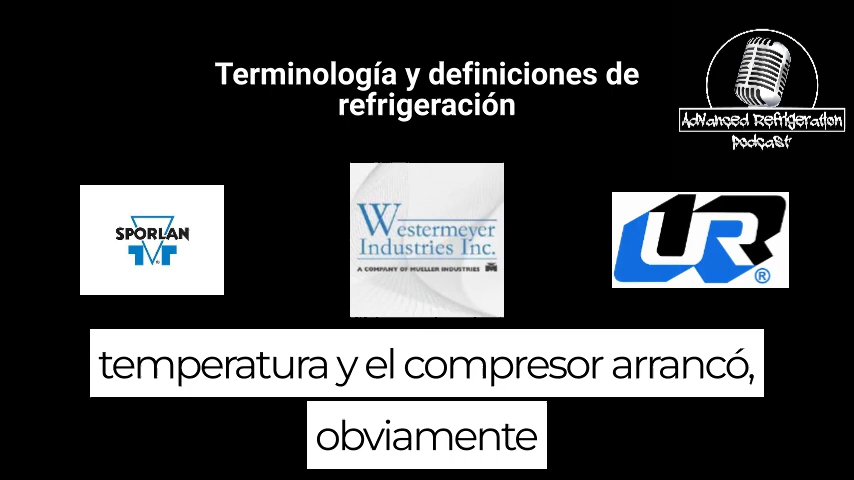 Terminología y definiciones de
refrigeración
Advanced Refrigeration
podcast
SPORLAN
Westermeyer
Industries Inc.
A COMPANY OF MUELLER INDUSTRIES
UR
®
temperatura y el compresor arrancó,
obviamente